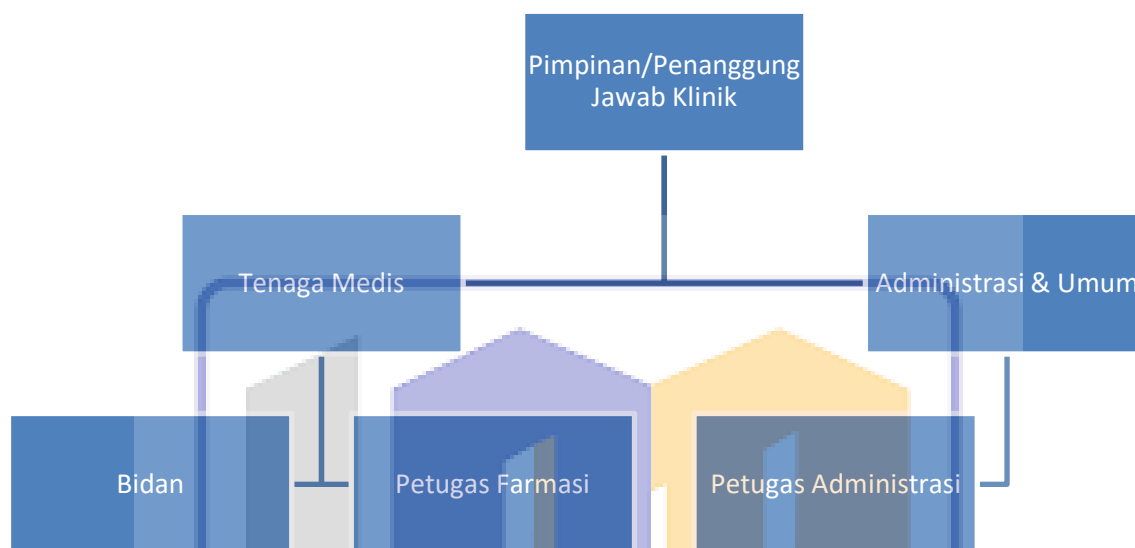 Pimpinan/Penanggung
Jawab Klinik
Tenaga Medis
Administrasi & Umum
Bidan
Petugas Farmasi
Petugas Administrasi